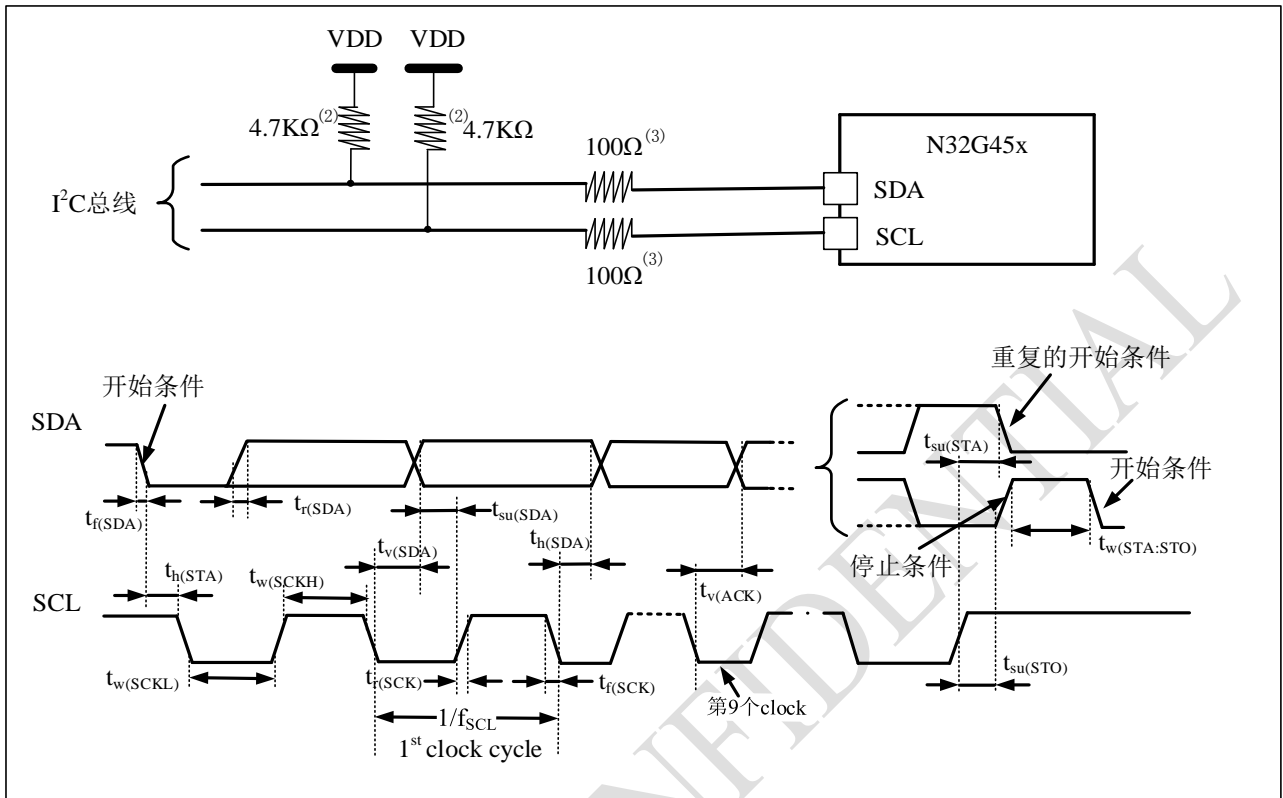 VDD VDD
4.7KΩ(2) (2)4.7KΩ
100Ω(3)
N32G45x
I2C总线
SDA
SCL
100Ω(3)
重复的开始条件
开始条件
SDA
tsu(STA)
开始条件
tf(SDA)
tr(SDA)
tsu(SDA)
tv(SDA)
th(SDA)
停止条件
tw(STA:STO)
th(STA)
tw(SCKH)
tv(ACK)
SCL
tw(SCKL)
tr(SCK)
tf(SCK)
第9个clock
tsu(STO)
1/fSCL
1st clock cycle
NFIDENTIAL